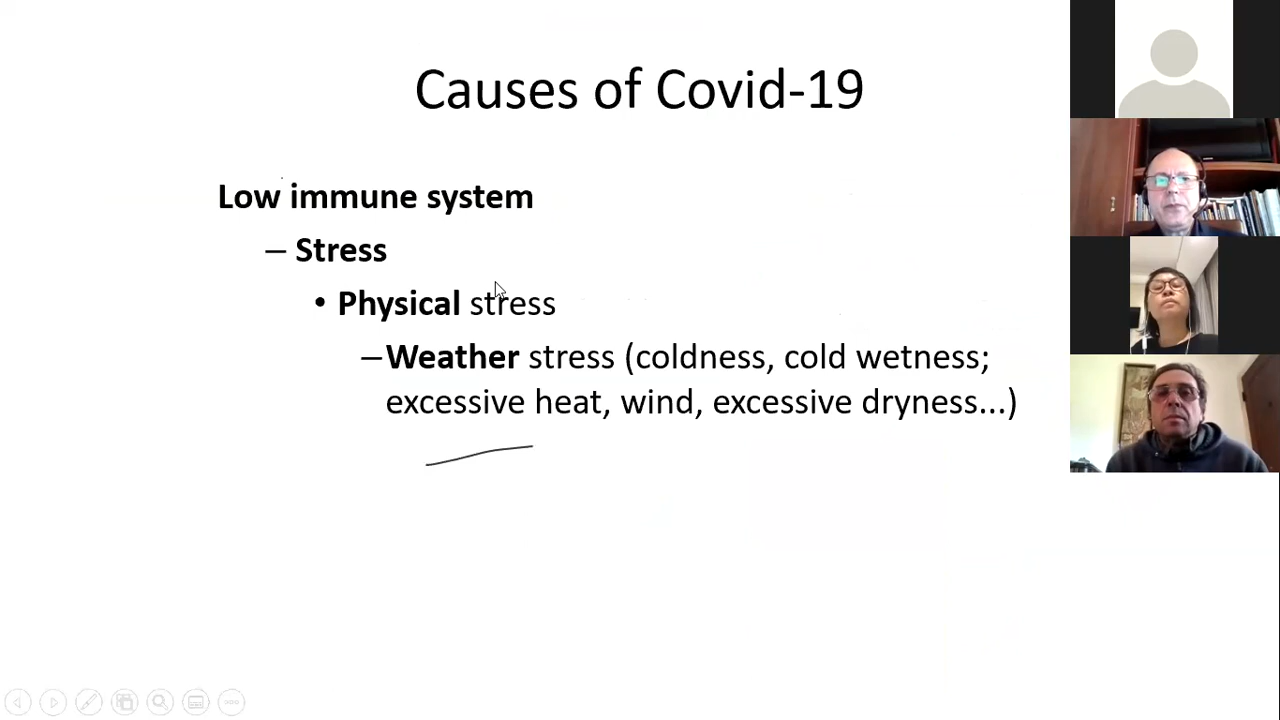 Causes of Covid-19
Low immune system
– Stress
• Physical stress
–Weather stress (coldness, cold wetness;
excessive heat, wind, excessive dryness...)